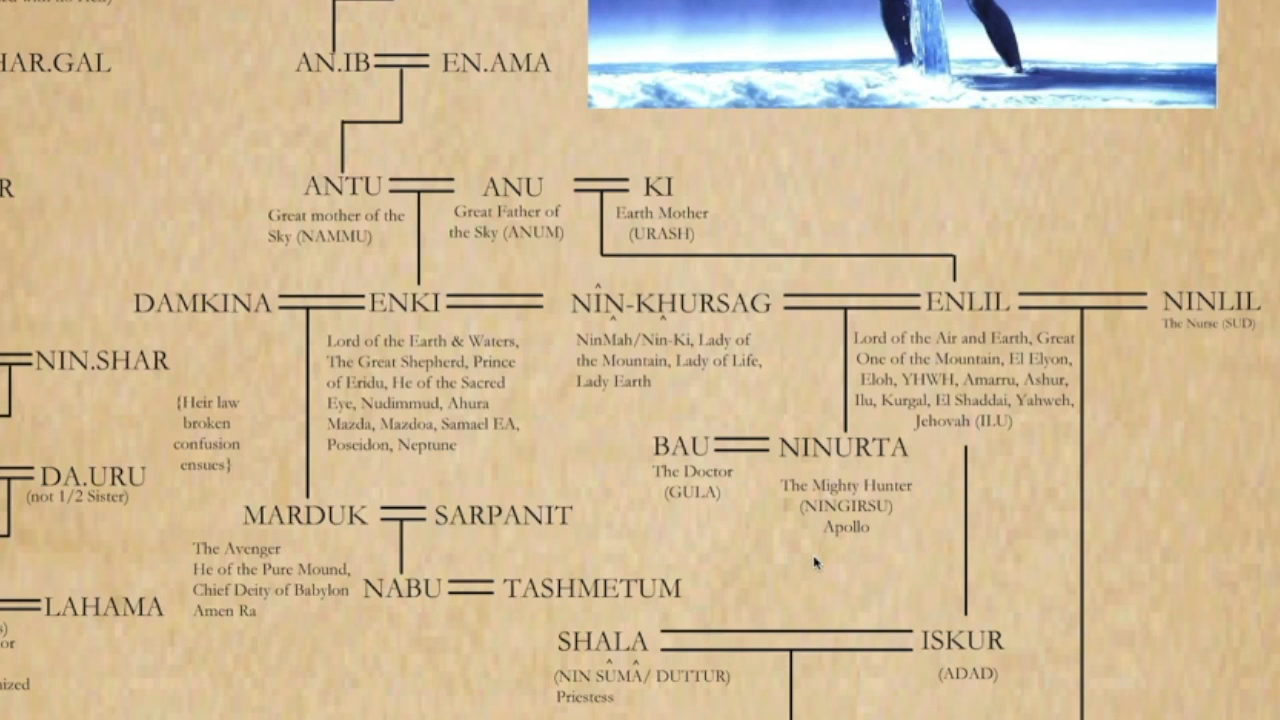 HAR.GAL
AN.IB
EN.AMA
R
ANTU
Great mother of the
Sky (NAMMU)
ANU
Great Father of
the Sky (ANUM)
KI
Earth Mother
(URASH)
DAMKINA
ENKI
Lord of the Earth & Waters,
The Great Shepherd, Prince
of Eridu, He of the Sacred
Eye, Nudimmud, Ahura
Mazda, Mazdoa, Samael EA,
Poseidon, Neptune
NÎN-KHURSAG
NinMah/Nin-Ki, Lady of
the Mountain, Lady of Life,
Lady Earth
ENLIL
Lord of the Air and Earth, Great
One of the Mountain, El Elyon,
Eloh, YHWH, Amarru, Ashur,
Ilu, Kurgal, El Shaddai, Yahweh,
Jehovah (ILU)
NINLIL
The Nurse (SUD)
NIN.SHAR
{Heir law
broken
confusion
ensues}
BAU
The Doctor
(GULA)
NINURTA
The Mighty Hunter
(NINGIRSU)
Apollo
DA.URU
(not 1/2 Sister)
MARDUK
The Avenger
He of the Pure Mound,
Chief Deity of Babylon
Amen Ra
SARPANIT
NABU
TASHMETUM
LAHAMA
s)
or
nized
SHALA
(NIN SÛMÂ/ DUTTUR)
Priestess
ISKUR
(ADAD)